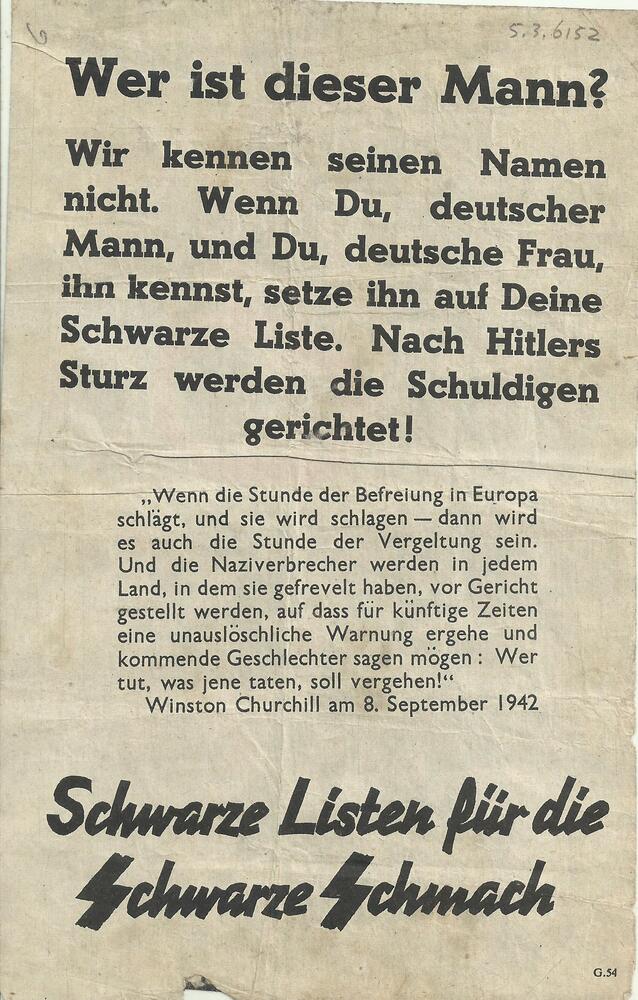 5.3.6152
Wer ist dieser Mann?
Wir kennen seinen Namen
nicht. Wenn Du, deutscher
Mann, und Du, deutsche Frau,
ihn kennst, setze ihn auf Deine
Schwarze Liste. Nach Hitlers
Sturz werden die Schuldigen
gerichtet!
„Wenn die Stunde der Befreiung in Europa
schlägt, und sie wird schlagen — dann wird
es auch die Stunde der Vergeltung sein.
Und die Naziverbrecher werden in jedem
Land, in dem sie gefrevelt haben, vor Gericht
gestellt werden, auf dass für künftige Zeiten
eine unauslöschliche Warnung ergehe und
kommende Geschlechter sagen mögen : Wer
tut, was jene taten, soll vergehen!“
Winston Churchill am 8. September 1942
Schwarze Listen für die
Schwarze Schmach
G.54